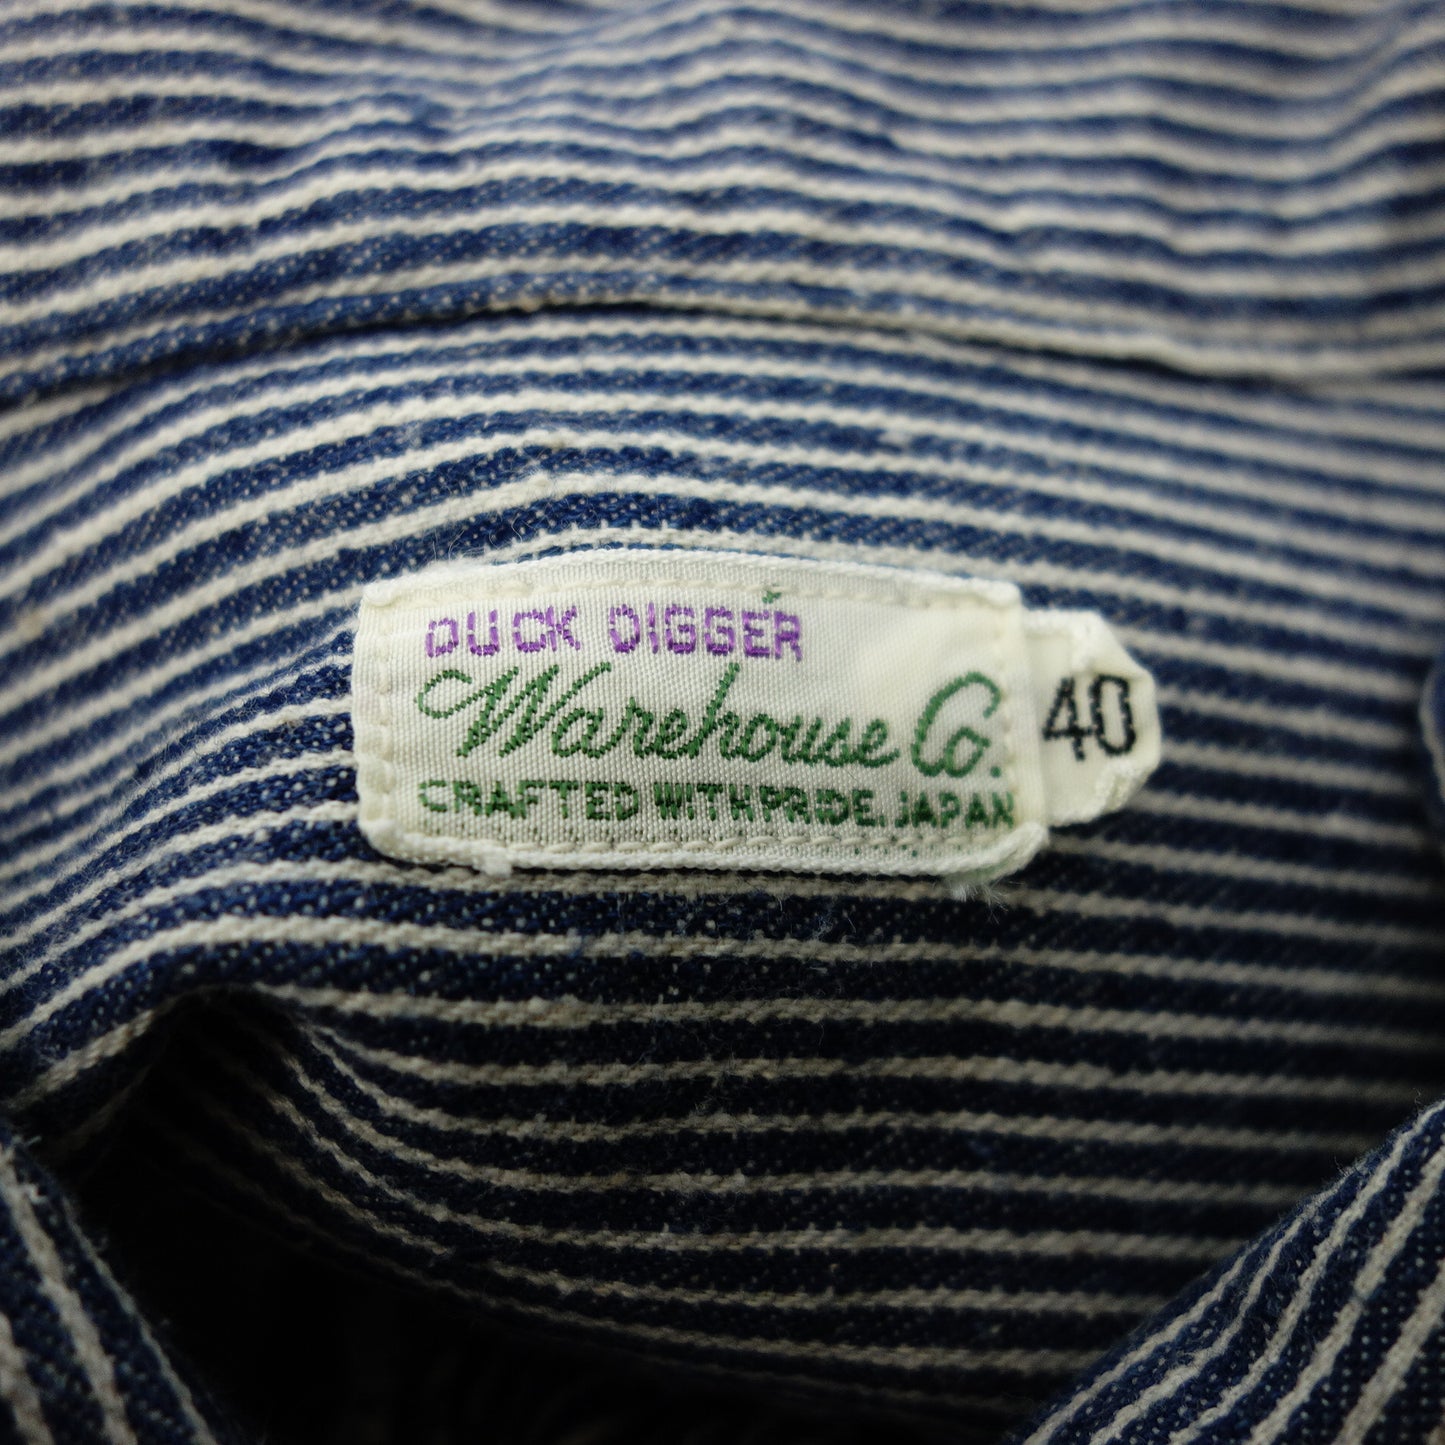 DUCK DIGGER
Warehouse Co.
CRAFTED WITH PRIDE. JAPAN
40